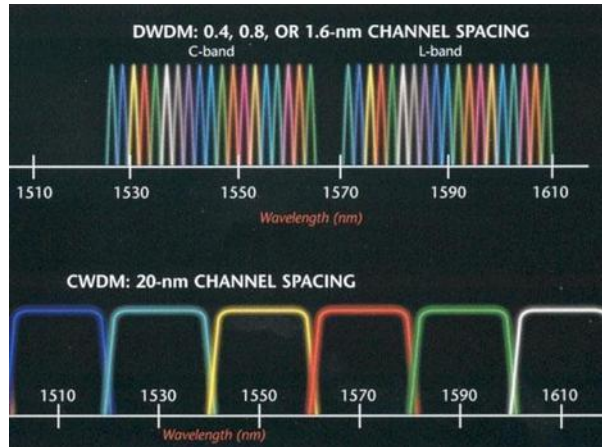 DWDM: 0.4, 0.8, OR 1.6-nm CHANNEL SPACING
C-band L-band
1510 1530 1550 1570 1590 1610
Wavelength (nm)
CWDM: 20-nm CHANNEL SPACING
1510 1530 1550 1570 1590 1610
Wavelength (nm)